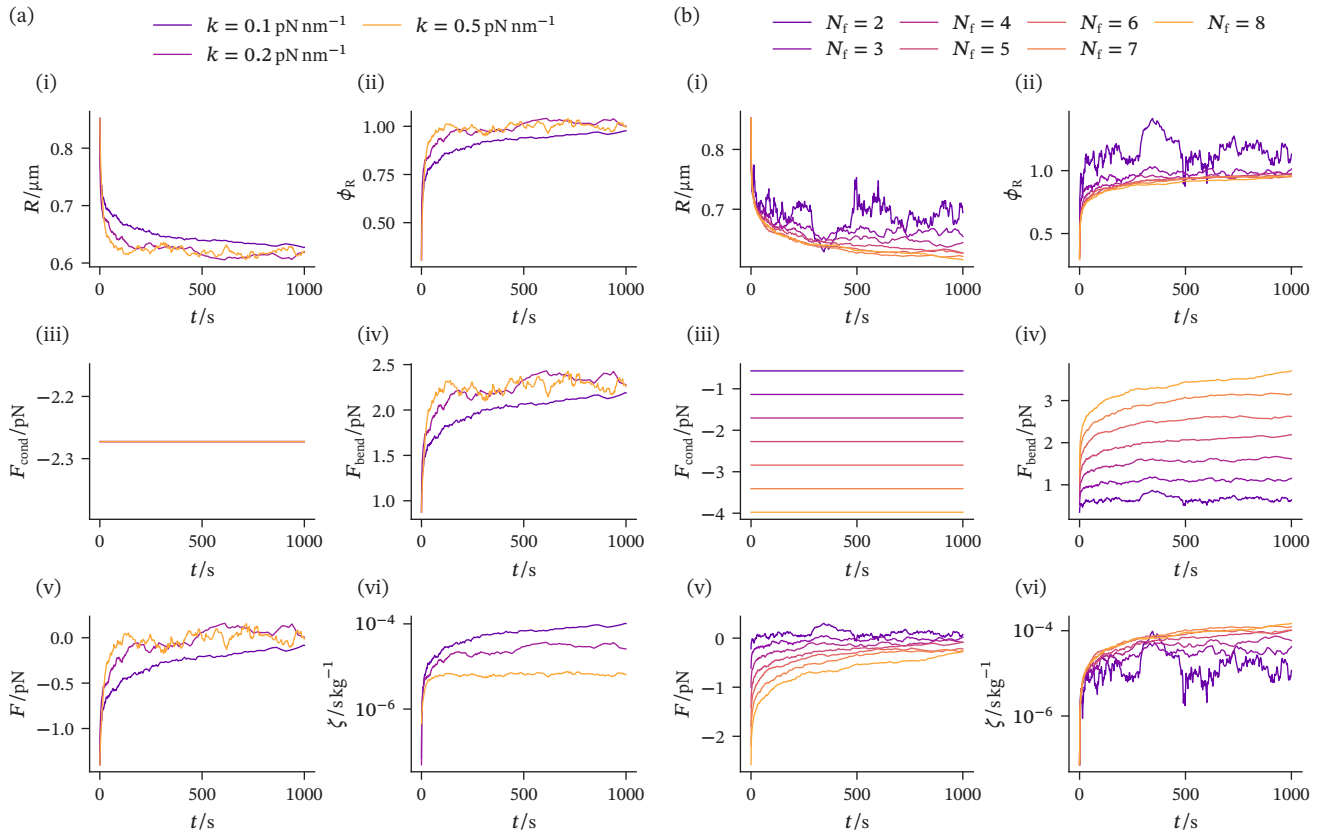 (a)
k = 0.1 pN nm⁻¹
k = 0.5 pN nm⁻¹
k = 0.2 pN nm⁻¹
(b)
N_f = 2
N_f = 4
N_f = 6
N_f = 8
N_f = 3
N_f = 5
N_f = 7
(i)
R/μm
0.8
0.7
0.6
0
500
1000
t/s
(ii)
ϕ_R
1.00
0.75
0.50
0
500
1000
t/s
(i)
R/μm
0.8
0.7
0
500
1000
t/s
(ii)
ϕ_R
1.0
0.5
0
500
1000
t/s
(iii)
F_cond/pN
−2.2
−2.3
0
500
1000
t/s
(iv)
F_bend/pN
2.5
2.0
1.5
1.0
0
500
1000
t/s
(iii)
F_cond/pN
−1
−2
−3
−4
0
500
1000
t/s
(iv)
F_bend/pN
3
2
1
0
500
1000
t/s
(v)
F/pN
0.0
−0.5
−1.0
0
500
1000
t/s
(vi)
ζ/s kg⁻¹
10⁻⁴
10⁻⁶
0
500
1000
t/s
(v)
F/pN
0
−1
−2
0
500
1000
t/s
(vi)
ζ/s kg⁻¹
10⁻⁴
10⁻⁶
0
500
1000
t/s